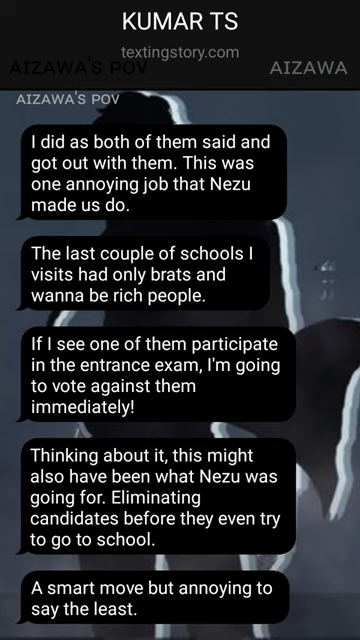 KUMAR TS
textingstory.com
AIZAWA'S POV
AIZAWA
AIZAWA'S POV
I did as both of them said and
got out with them. This was
one annoying job that Nezu
made us do.
The last couple of schools I
visits had only brats and
wanna be rich people.
If I see one of them participate
in the entrance exam, I'm going
to vote against them
immediately!
Thinking about it, this might
also have been what Nezu was
going for. Eliminating
candidates before they even try
to go to school.
A smart move but annoying to
say the least.